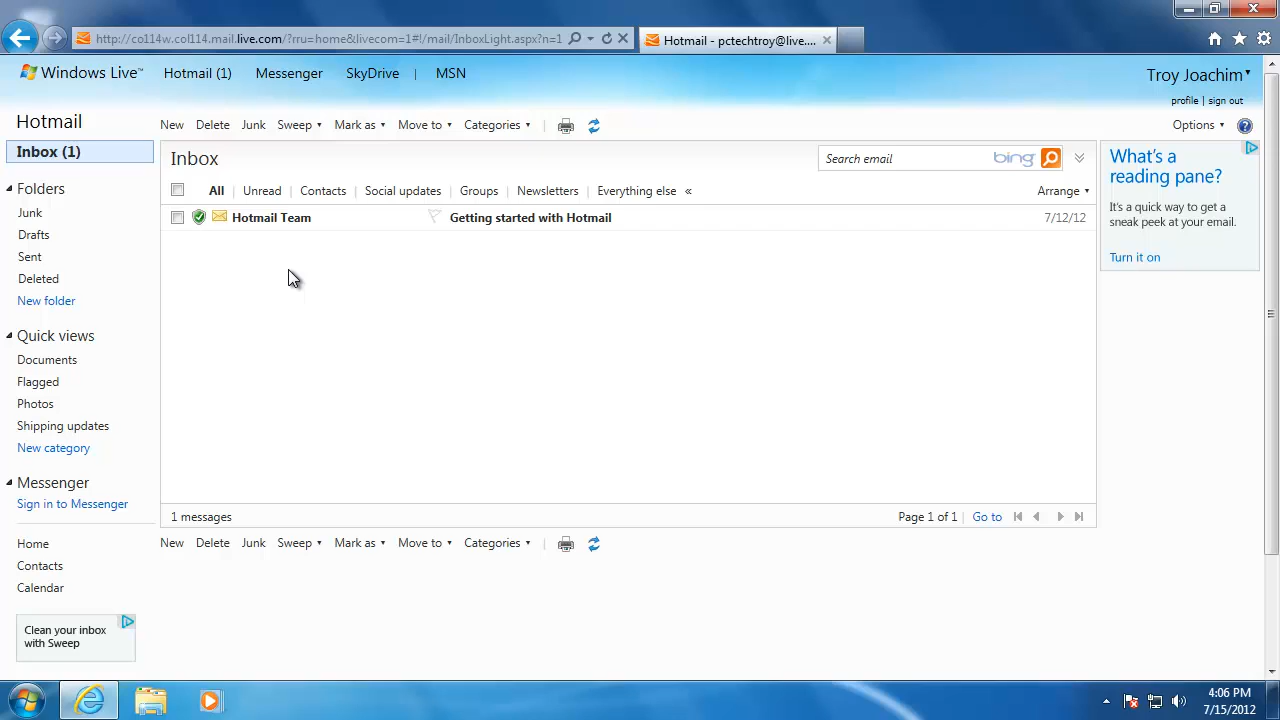 http://co114w.col114.mail.live.com/?rru=home&livecom=1#!/mail/InboxLight.aspx?n=1
Hotmail - pctechtroy@live....
Windows Live™ Hotmail (1) Messenger SkyDrive | MSN
Troy Joachim
profile | sign out
Hotmail
New Delete Junk Sweep Mark as Move to Categories
Options
Inbox (1)
Inbox
Search email bing
All Unread Contacts Social updates Groups Newsletters Everything else «
Arrange
Hotmail Team Getting started with Hotmail 7/12/12
Folders
Junk
Drafts
Sent
Deleted
New folder
Quick views
Documents
Flagged
Photos
Shipping updates
New category
Messenger
Sign in to Messenger
Home
Contacts
Calendar
Clean your inbox
with Sweep
What's a
reading pane?
It's a quick way to get a
sneak peek at your email.
Turn it on
1 messages
Page 1 of 1 Go to
New Delete Junk Sweep Mark as Move to Categories
4:06 PM
7/15/2012